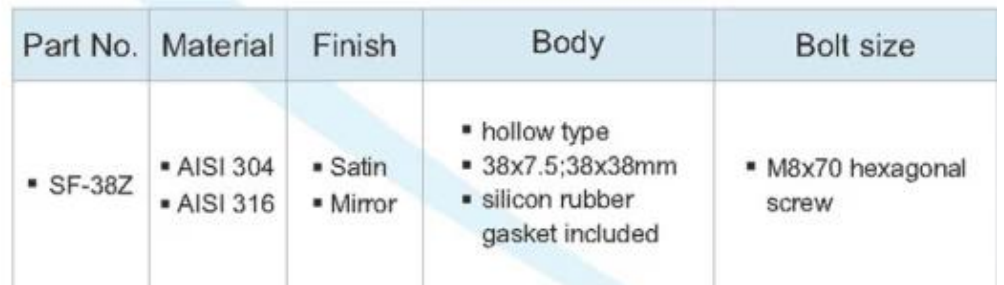 Part No. Material Finish Body Bolt size
▪ SF-38Z
▪ AISI 304
▪ AISI 316
▪ Satin
▪ Mirror
▪ hollow type
▪ 38x7.5;38x38mm
▪ silicon rubber
gasket included
▪ M8x70 hexagonal
screw